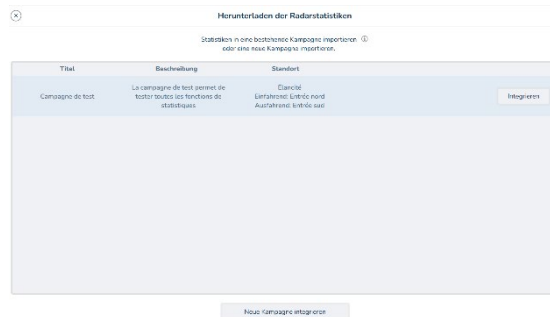 Herunterladen der Radarstatistiken
Statistiken in eine bestehende Kampagne importieren
oder eine neue Kampagne importieren.
Titel Beschreibung Standort
Campagne de test
La campagne de test permet de
tester toutes les fonctions de
statistiques
Élancité
Einfahrend: Entrée nord
Ausfahrend: Entrée sud
Integrieren
Neue Kampagne integrieren